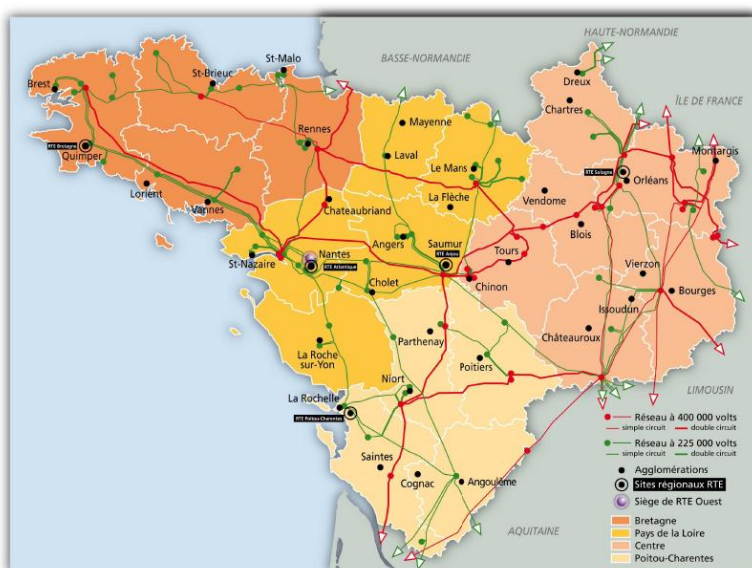 HAUTE-NORMANDIE
BASSE-NORMANDIE
ÎLE DE FRANCE
St-Malo
St-Brieuc
Brest
Dreux
Chartres
Mayenne
Rennes
Laval
RTE Bretagne
Quimper
Le Mans
Montargis
RTE Sologne
Orléans
La Flèche
Vendome
Lorient
Vannes
Chateaubriand
Blois
Angers
Saumur
Tours
Nantes
RTE Anjou
St-Nazaire
RTE Atlantique
Vierzon
Cholet
Chinon
Bourges
Issoudun
Parthenay
Châteauroux
La Roche
sur-Yon
Poitiers
Niort
LIMOUSIN
La Rochelle
RTE Poitou-Charentes
Saintes
Cognac
Angoulême
AQUITAINE
Réseau à 400 000 volts
simple circuit double circuit
Réseau à 225 000 volts
simple circuit double circuit
Agglomérations
Sites régionaux RTE
Siège de RTE Ouest
Bretagne
Pays de la Loire
Centre
Poitou-Charentes